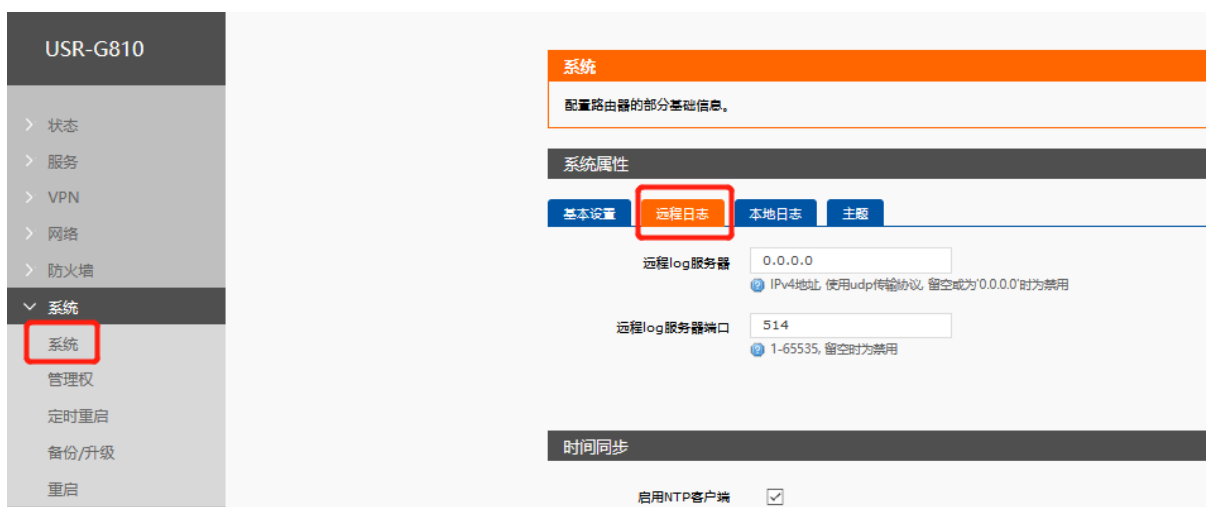 USR-G810
状态
服务
VPN
网络
防火墙
系统
系统
管理权
定时重启
备份/升级
重启
系统
配置路由器的部分基础信息。
系统属性
基本设置 远程日志 本地日志 主题
远程log服务器 0.0.0.0
IPv4地址, 使用udp传输协议, 留空或为'0.0.0.0'时为禁用
远程log服务器端口 514
1-65535, 留空时为禁用
时间同步
启用NTP客户端